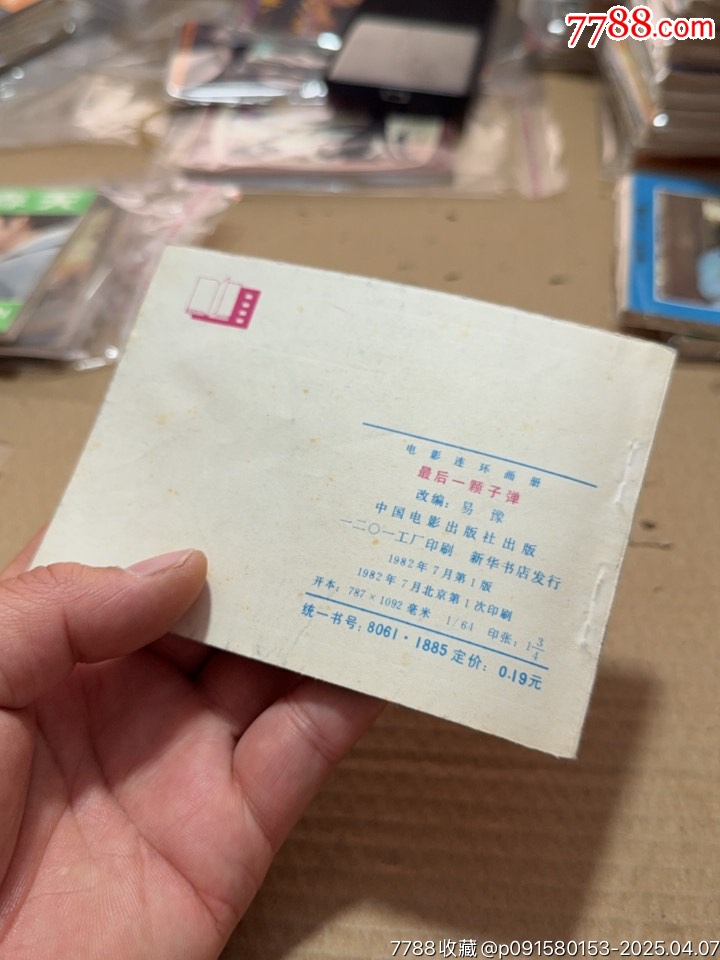 7788.com
昨天
电影连环画册
最后一颗子弹
改编：易豫
中国电影出版社出版
一二〇一工厂印刷 新华书店发行
1982年7月第1版
1982年7月北京第1次印刷
开本：787×1092毫米 1/64 印张：1 3/4
统一书号：8061·1885 定价：0.19元
7788收藏@p091580153-2025.04.07